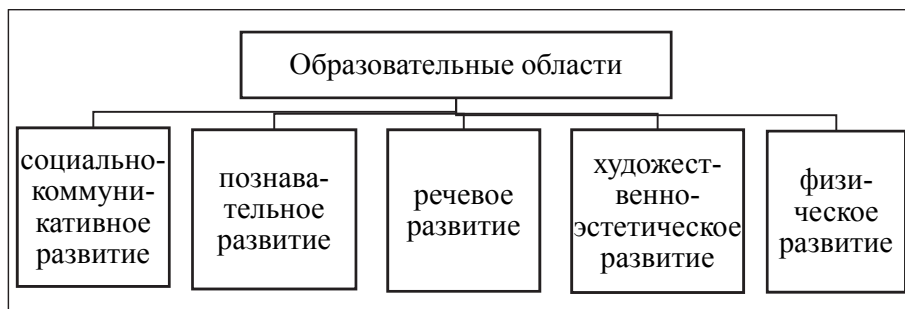 Образовательные области
социально-
коммуни-
кативное
развитие
познава-
тельное
развитие
речевое
развитие
художест-
венно-
эстетическое
развитие
физи-
ческое
развитие